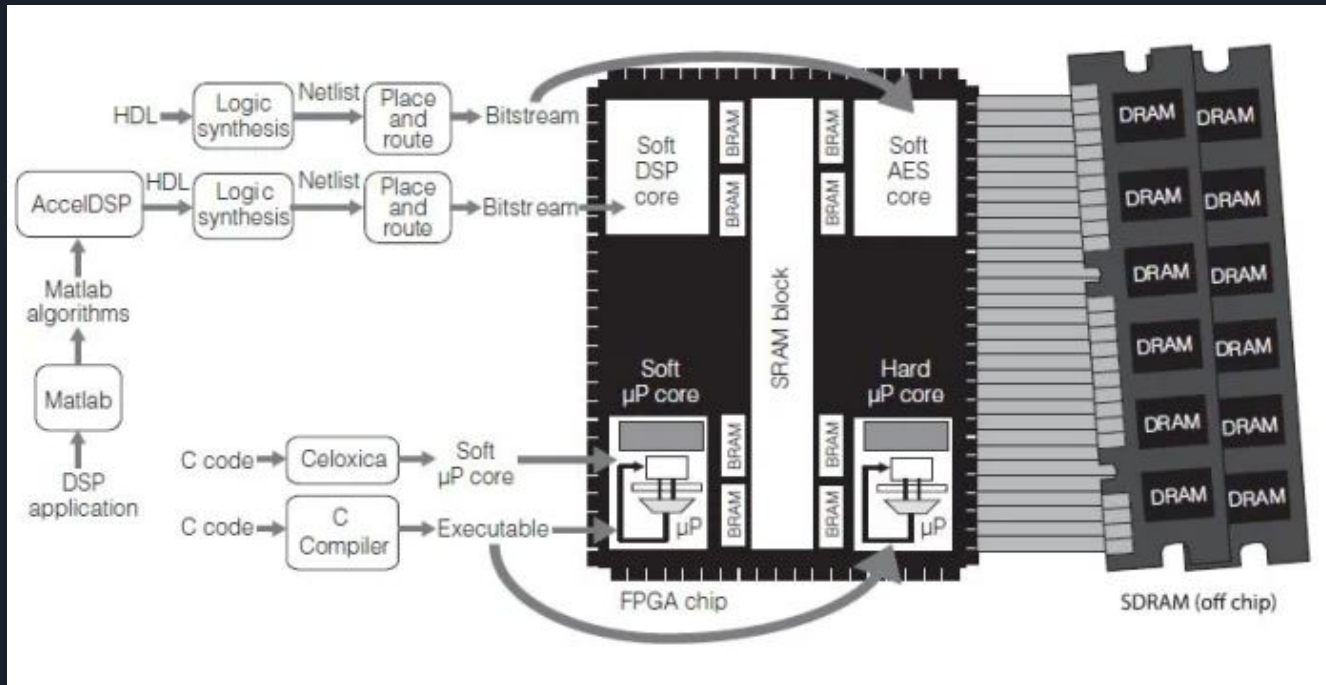 HDL
Logic
synthesis
Netlist
Place
and
route
Bitstream
AccelDSP
HDL
Logic
synthesis
Netlist
Place
and
route
Bitstream
Matlab
algorithms
Matlab
DSP
application
C code
Celoxica
Soft
µP core
C code
C
Compiler
Executable
Soft
DSP
core
BRAM
BRAM
SRAM block
BRAM
BRAM
Soft
AES
core
Soft
µP core
µP
BRAM
BRAM
BRAM
BRAM
Hard
µP core
µP
FPGA chip
DRAM
DRAM
DRAM
DRAM
DRAM
DRAM
DRAM
DRAM
DRAM
DRAM
DRAM
DRAM
SDRAM (off chip)